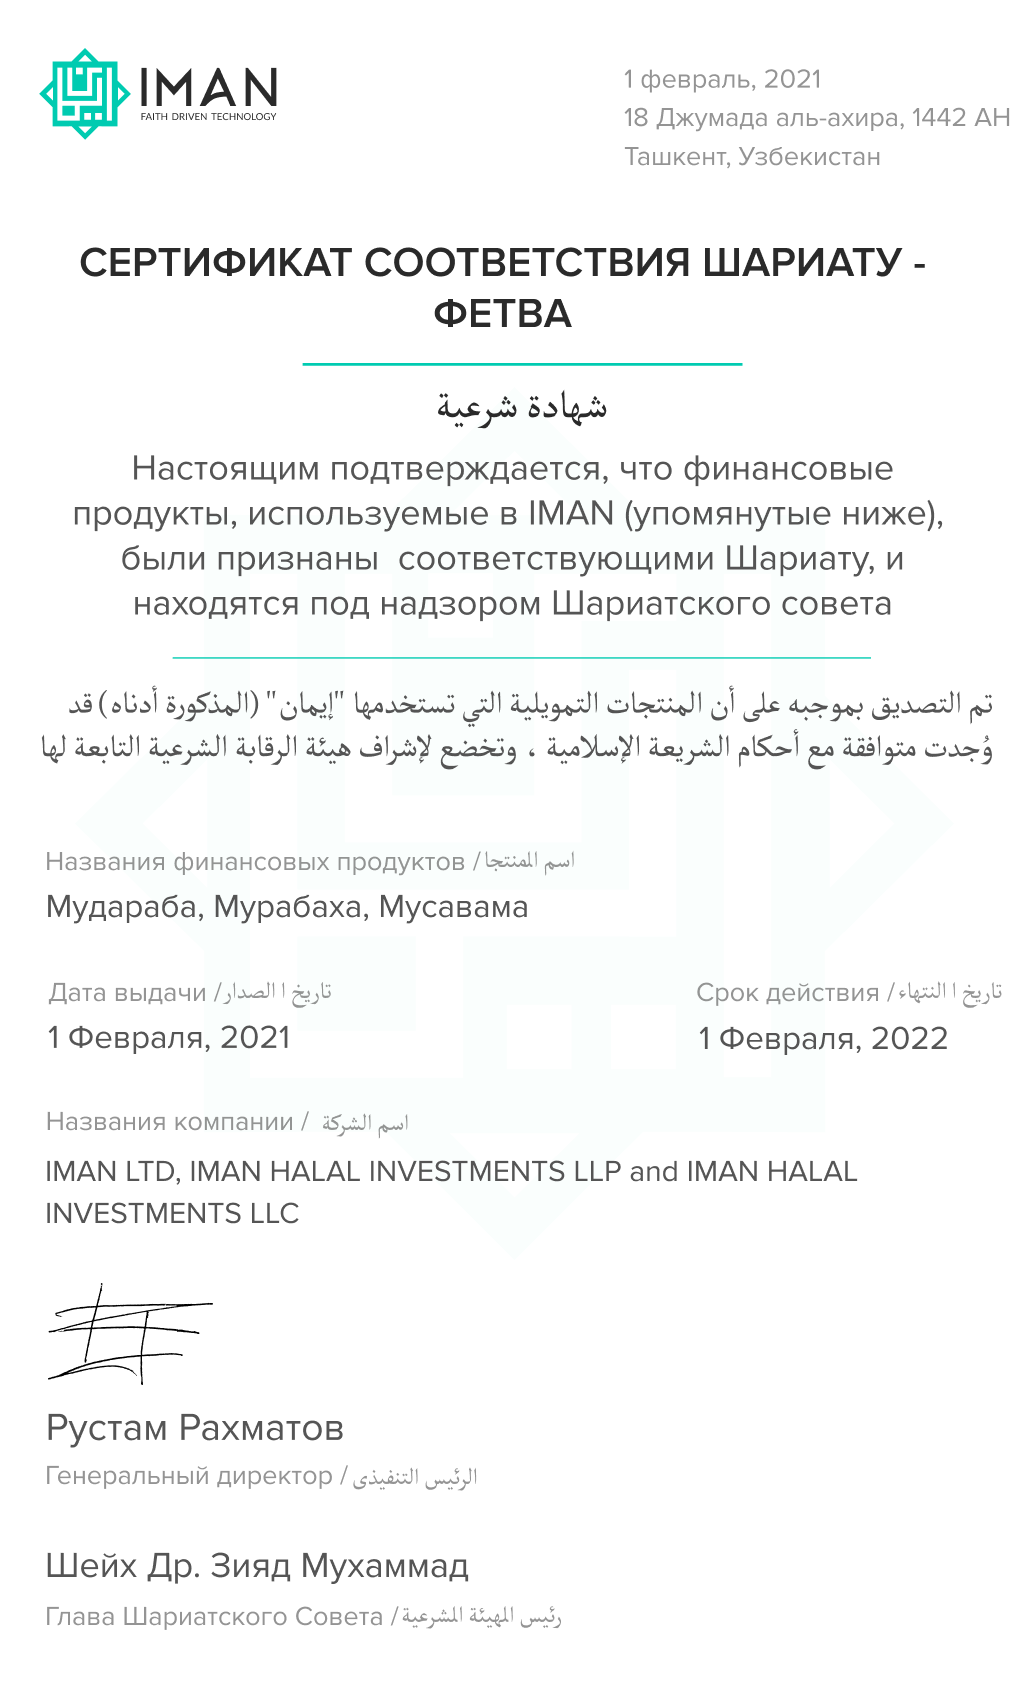 IMAN
FAITH DRIVEN TECHNOLOGY
1 февраль, 2021
18 Джумада аль-ахира, 1442 AH
Ташкент, Узбекистан
СЕРТИФИКАТ СООТВЕТСТВИЯ ШАРИАТУ -
ФЕТВА
شهادة شرعية
Настоящим подтверждается, что финансовые
продукты, используемые в IMAN (упомянутые ниже),
были признаны соответствующими Шариату, и
находятся под надзором Шариатского совета
تم التصديق بموجبه على أن المنتجات التمويلية التي تستخدمها "إيمان" (المذكورة أدناه) قد
وُجدت متوافقة مع أحكام الشريعة الإسلامية ، وتخضع لإشراف هيئة الرقابة الشرعية التابعة لها
Названия финансовых продуктов / اسم المنتجا
Мудараба, Мурабаха, Мусавама
Дата выдачи / تاريخ ا الصدار
Срок действия / تاريخ ا النتهاء
1 Февраля, 2021
1 Февраля, 2022
Названия компании / اسم الشركة
IMAN LTD, IMAN HALAL INVESTMENTS LLP and IMAN HALAL
INVESTMENTS LLC
Рустам Рахматов
Генеральный директор / الرئيس التنفيذى
Шейх Др. Зияд Мухаммад
Глава Шариатского Совета / رئيس المهيئة المشرعية